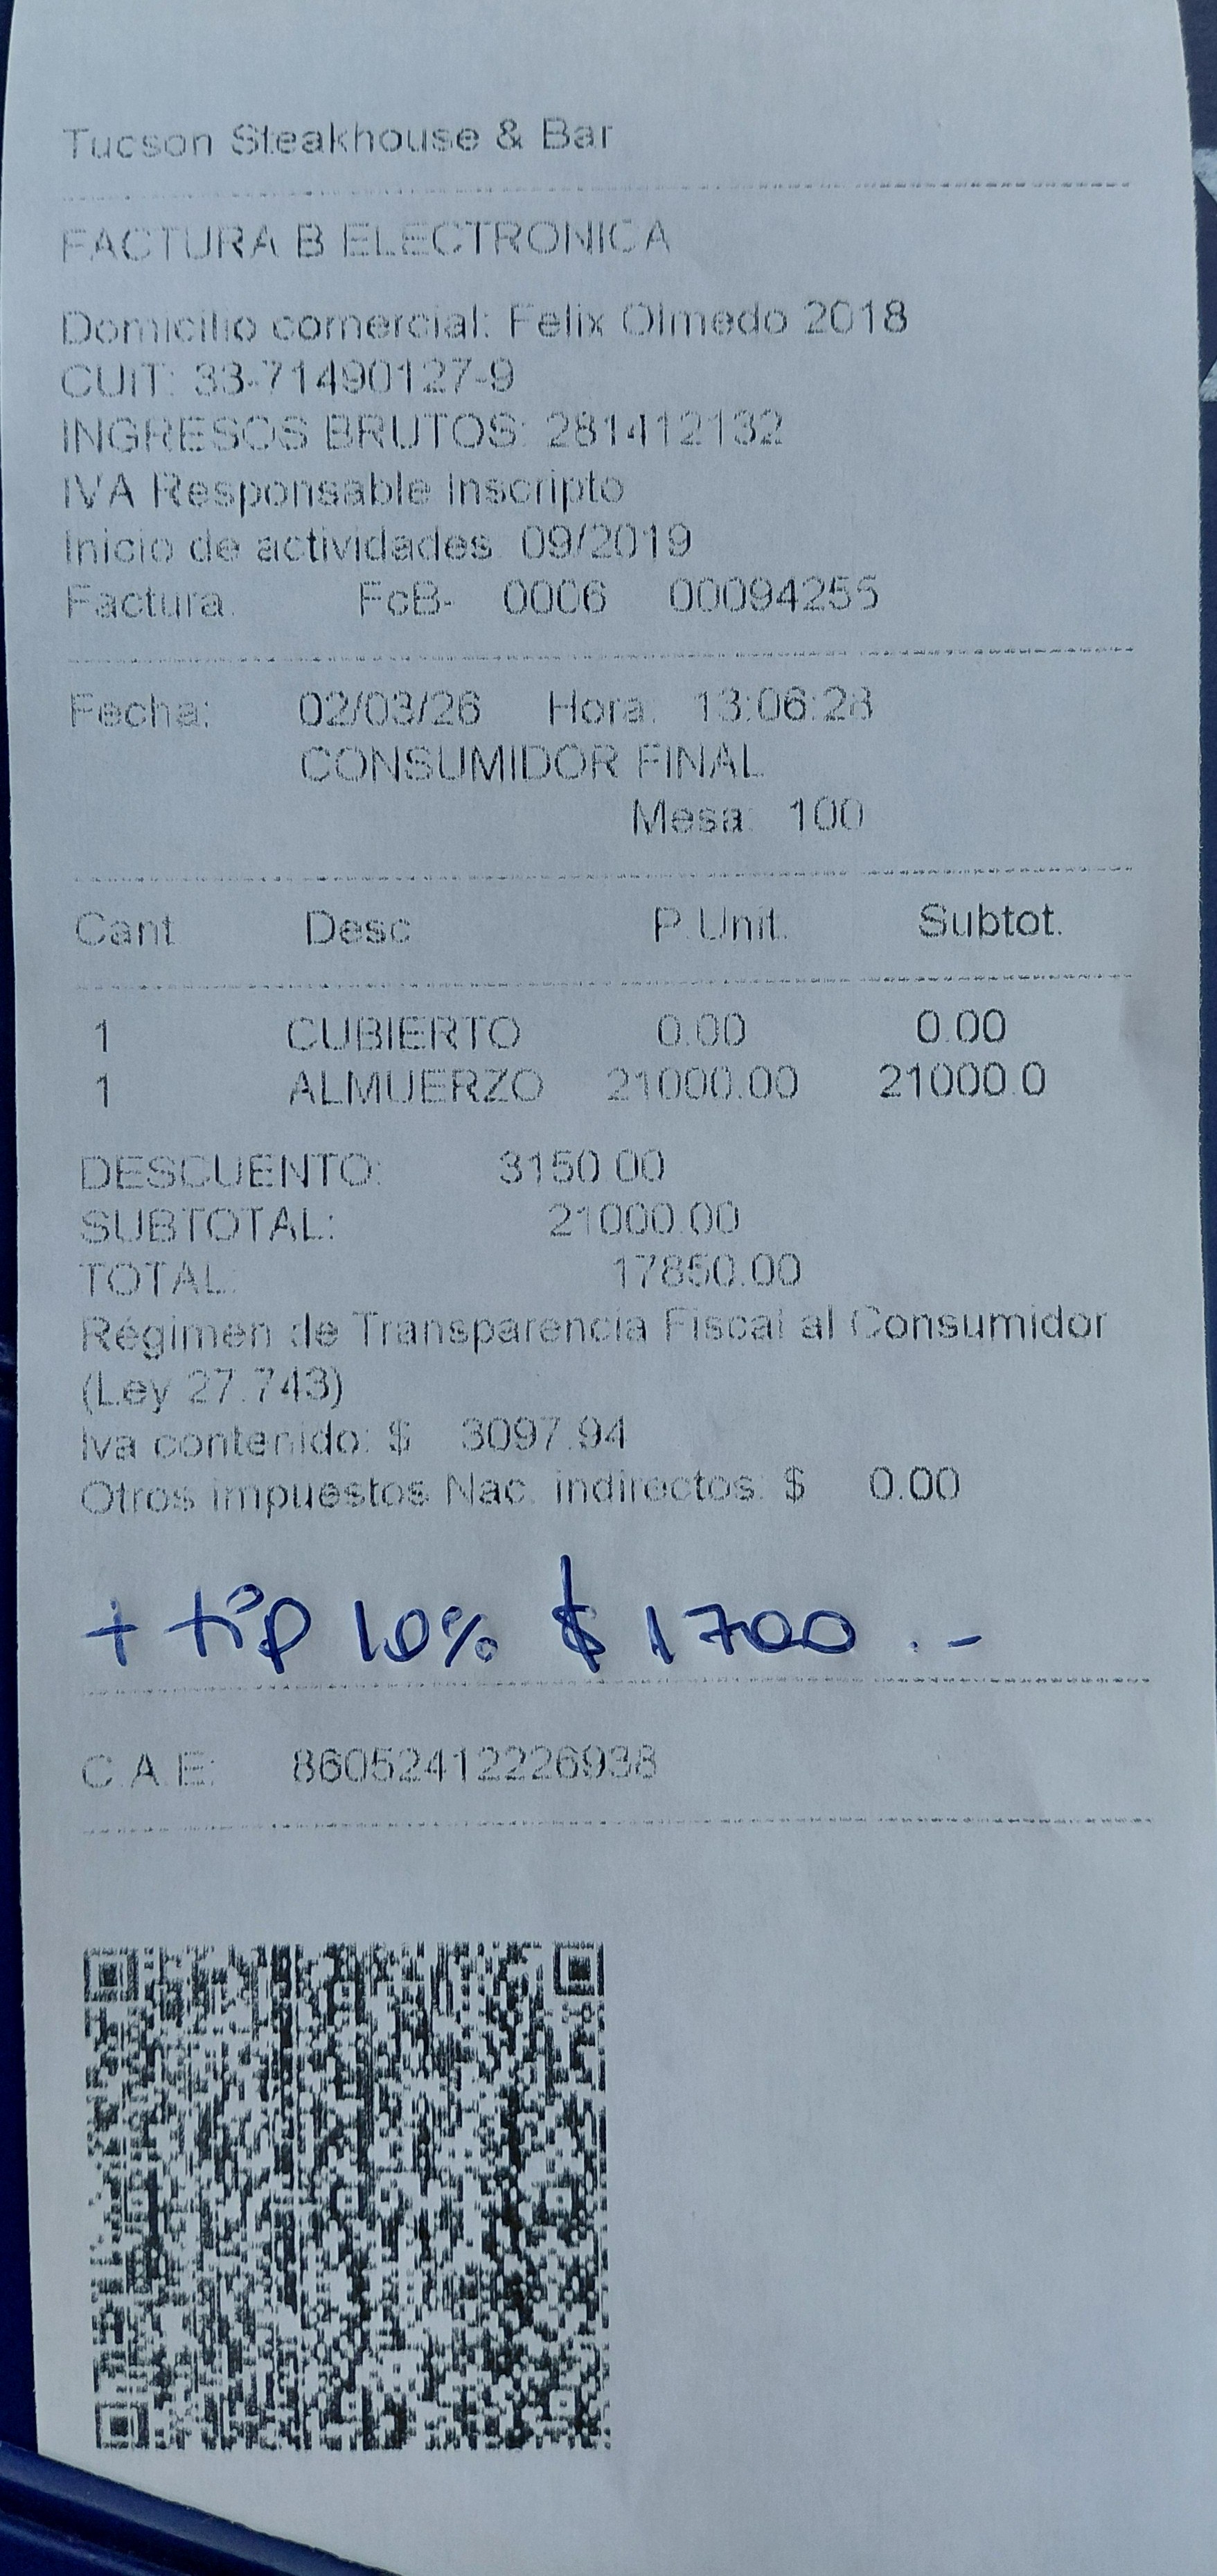 Tucson Steakhouse & Bar
FACTURA B ELECTRONICA
Domicilio comercial: Felix Olmedo 2018
CUIT: 33-71490127-9
INGRESOS BRUTOS: 281412132
IVA Responsable Inscripto
Inicio de actividades: 09/2019
Factura: FcB- 0006 00094255
Fecha: 02/03/26 Hora: 13:06:28
CONSUMIDOR FINAL
Mesa: 100
Cant Desc P.Unit. Subtot.
1 CUBIERTO 0.00 0.00
1 ALMUERZO 21000.00 21000.0
DESCUENTO: 3150.00
SUBTOTAL: 21000.00
TOTAL: 17850.00
Régimen de Transparencia Fiscal al Consumidor
(Ley 27.743)
Iva contenido: $ 3097.94
Otros impuestos Nac. indirectos: $ 0.00
+ tip 10% $ 1700 .-
C.A.E: 86052412226938